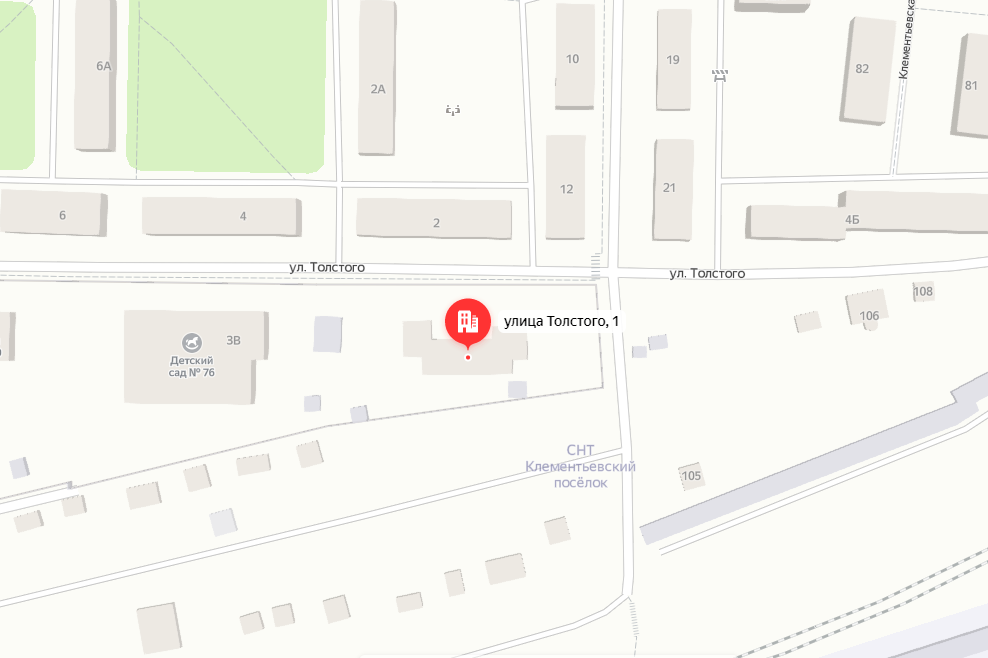 Клементьевска
6А
2А
10
19
82
81
12
21
6
4
2
4Б
ул. Толстого
ул. Толстого
108
106
улица Толстого, 1
3В
Детский
сад № 76
СНТ
Клементьевский
посёлок
105